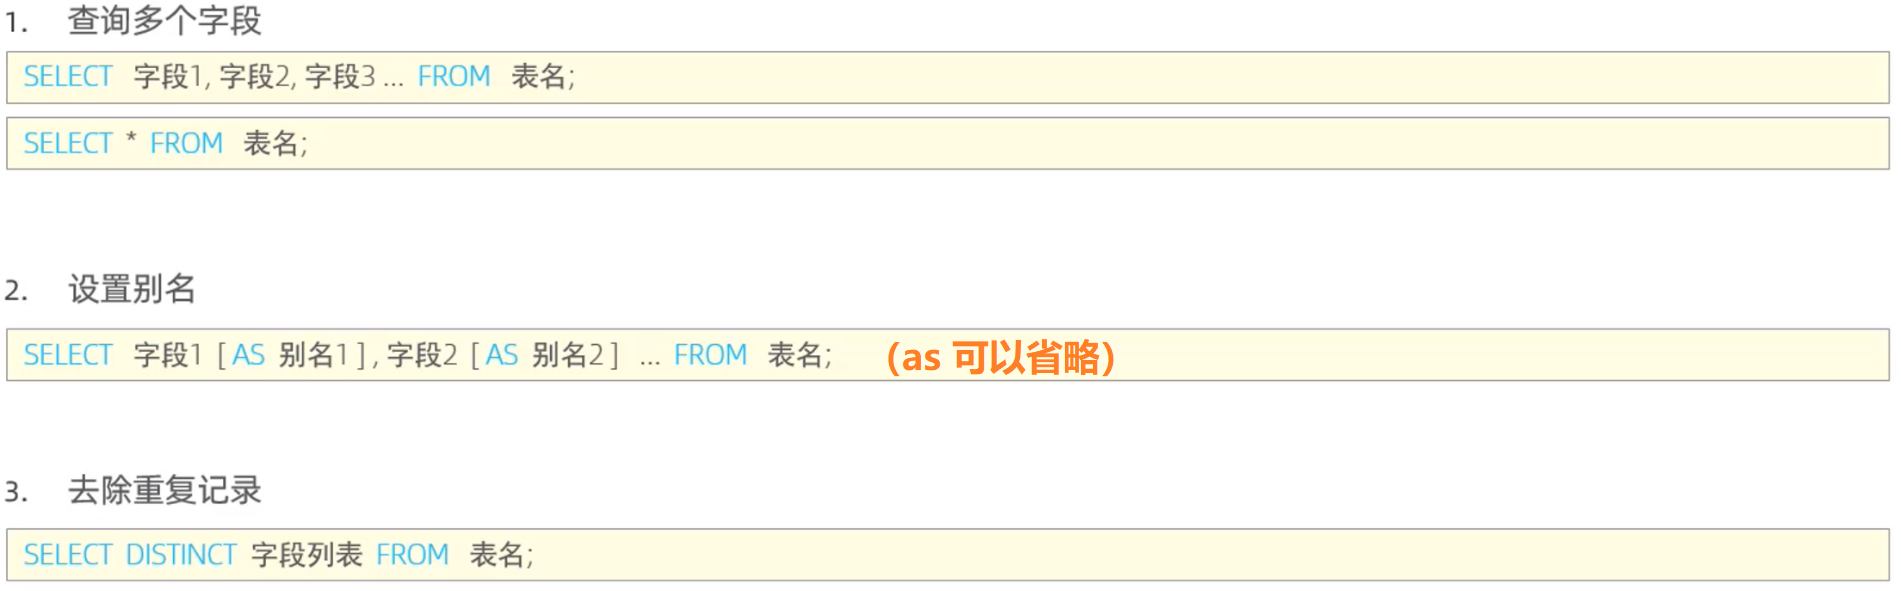 1. 查询多个字段
SELECT 字段1, 字段2, 字段3 ... FROM 表名;
SELECT * FROM 表名;
2. 设置别名
SELECT 字段1 [ AS 别名1 ] , 字段2 [ AS 别名2 ] ... FROM 表名; (as 可以省略)
3. 去除重复记录
SELECT DISTINCT 字段列表 FROM 表名;